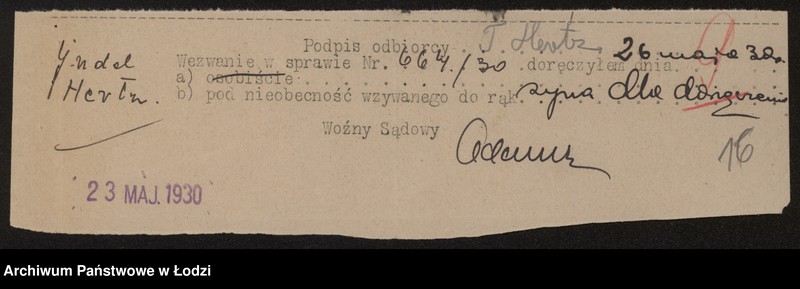 Podpis odbiorcy . T. Hertz.
Wezwanie w sprawie Nr. 664/30 .doręczyłem dnia 26 maja 30 r.
a) osobiście . . . . . . . . . . . . . . . .
b) pod nieobecność wzywanego do rąk syna dla doręczenia
Woźny Sądowy
Hertz.
16
23 MAJ. 1930
Archiwum Państwowe w Łodzi